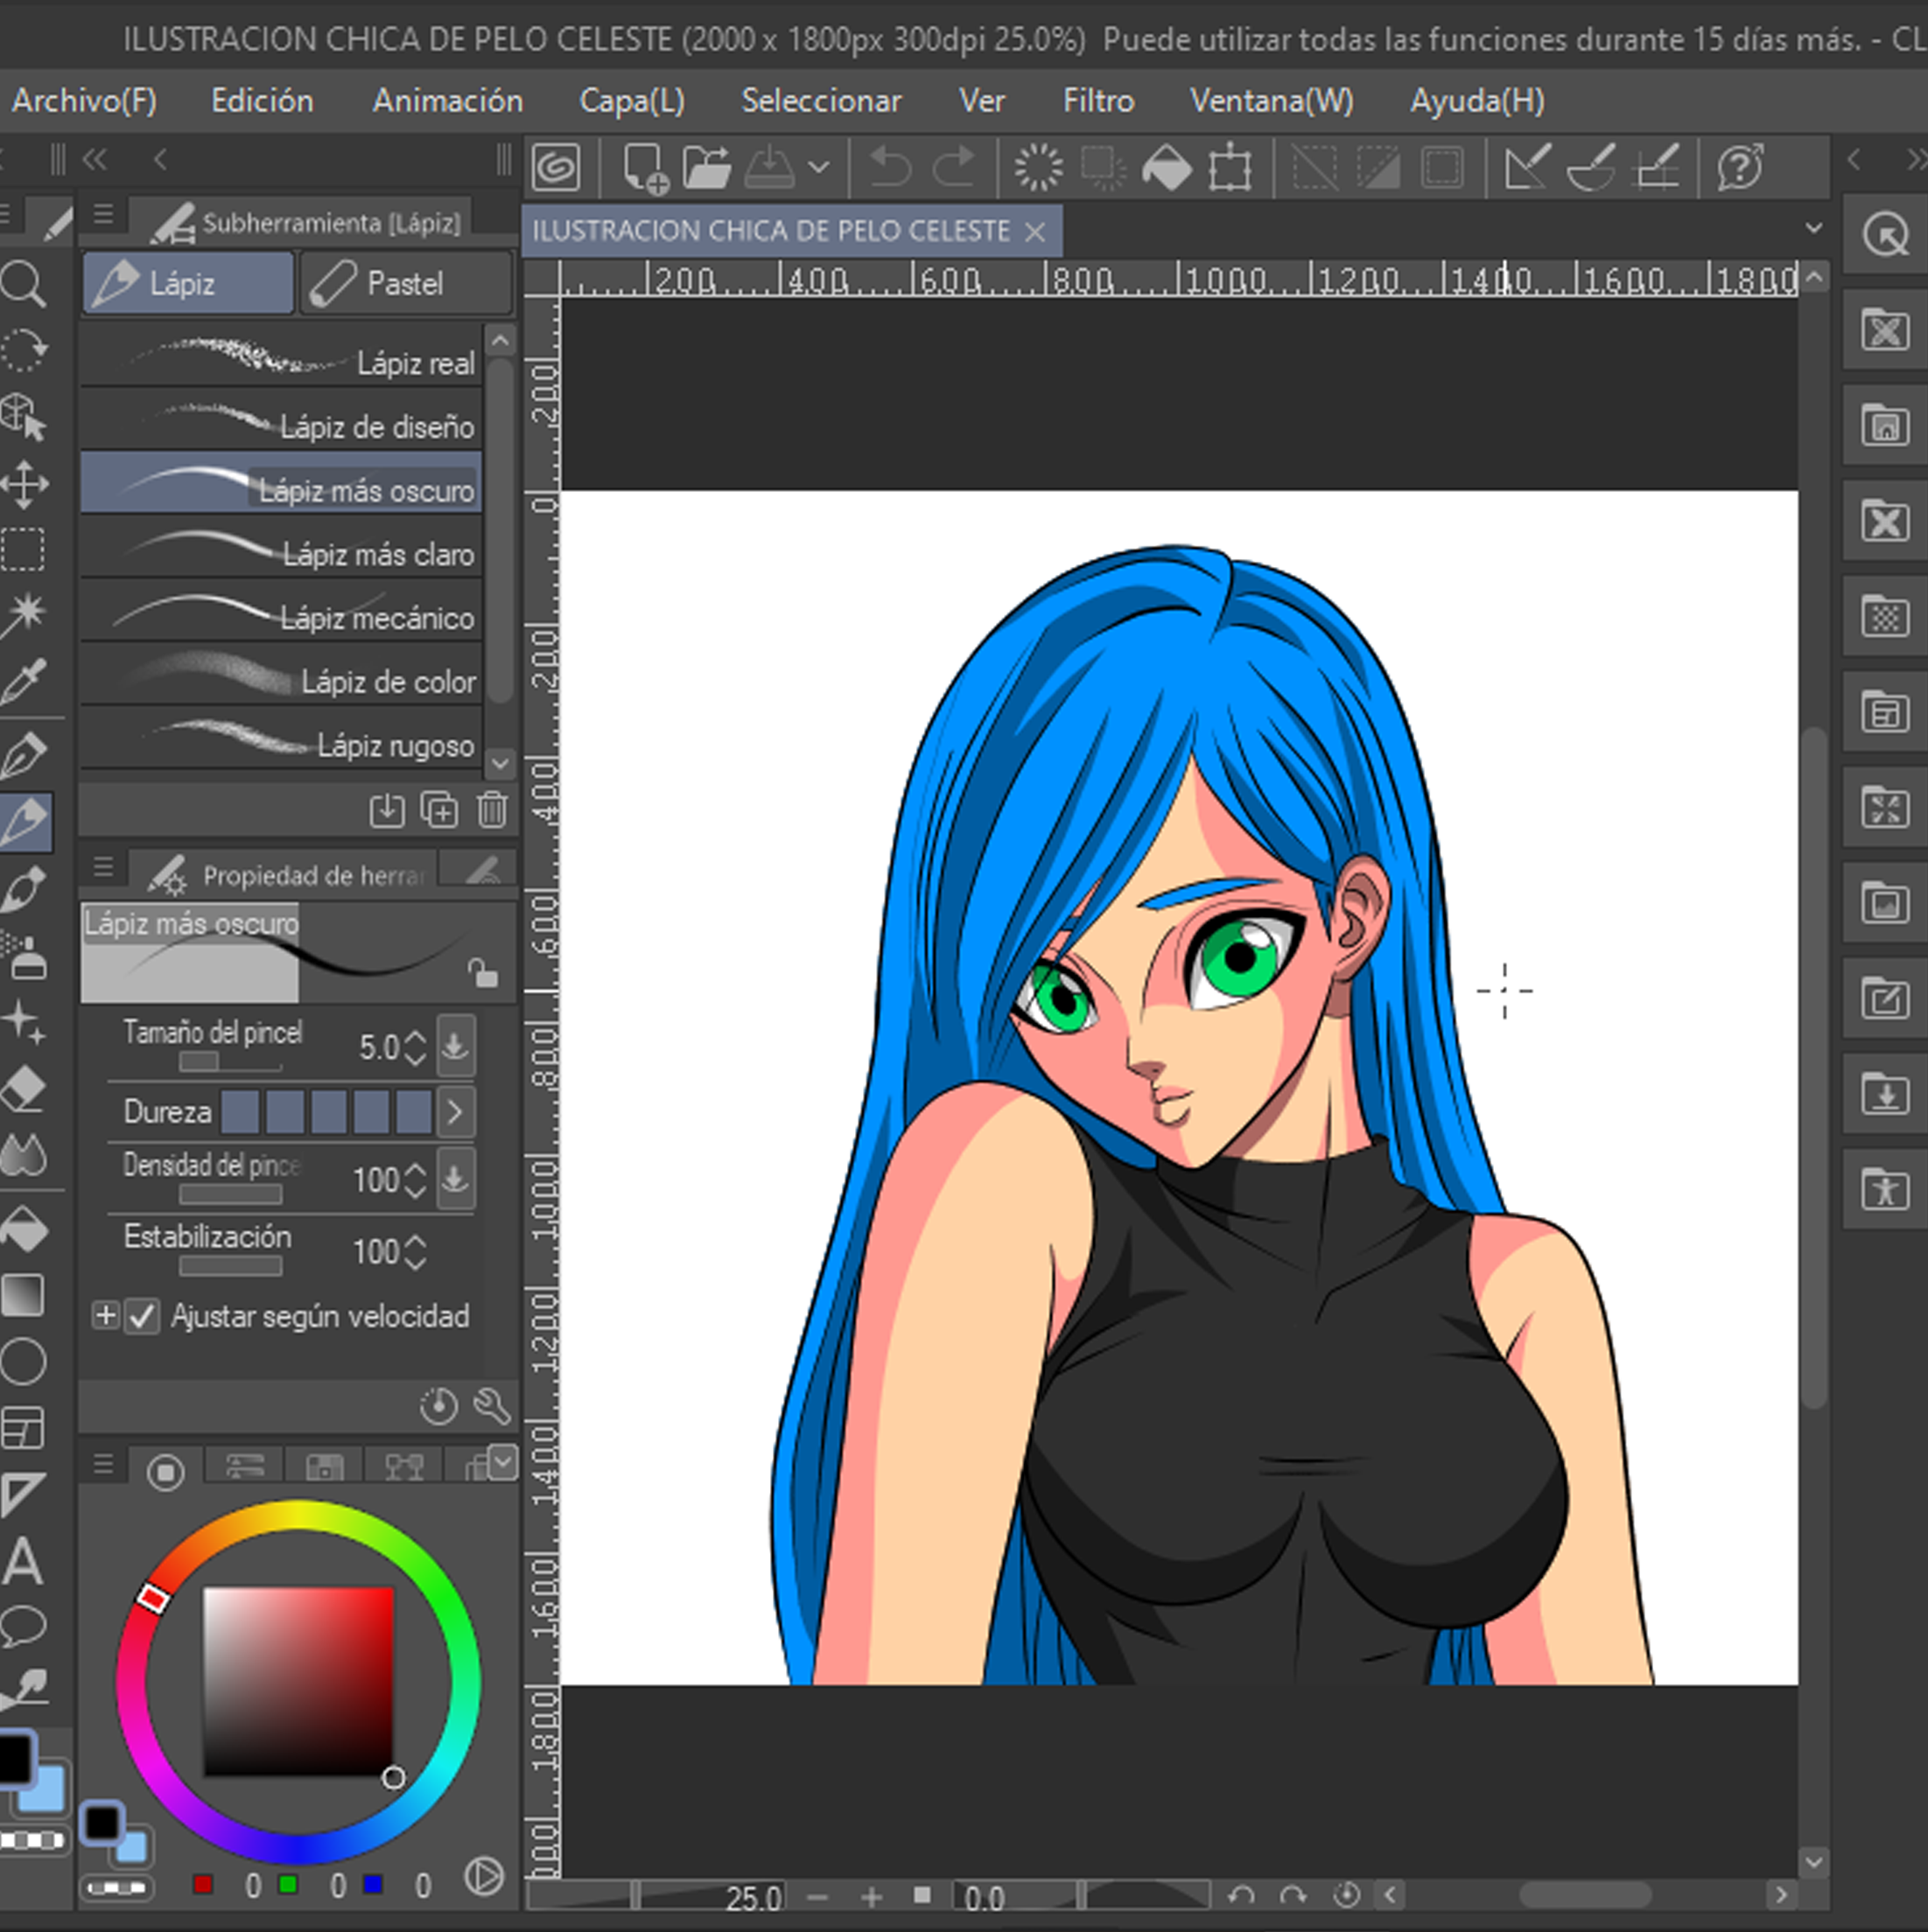 ILUSTRACION CHICA DE PELO CELESTE (2000 x 1800px 300dpi 25.0%) Puede utilizar todas las funciones durante 15 días más. - CL
Archivo(F) Edición Animación Capa(L) Seleccionar Ver Filtro Ventana(W) Ayuda(H)
Subherramienta [Lápiz]
ILUSTRACION CHICA DE PELO CELESTE
Lápiz Pastel
200 400 600 800 1000 1200 1400 1600 1800
Lápiz real
Lápiz de diseño
Lápiz más oscuro
Lápiz más claro
Lápiz mecánico
Lápiz de color
Lápiz rugoso
200
0
200
400
600
800
1000
1200
1400
1600
1800
Propiedad de herrar
Lápiz más oscuro
Tamaño del pincel 5.0
Dureza
Densidad del pince 100
Estabilización 100
Ajustar según velocidad
A
0 0 0
25.0 0.0